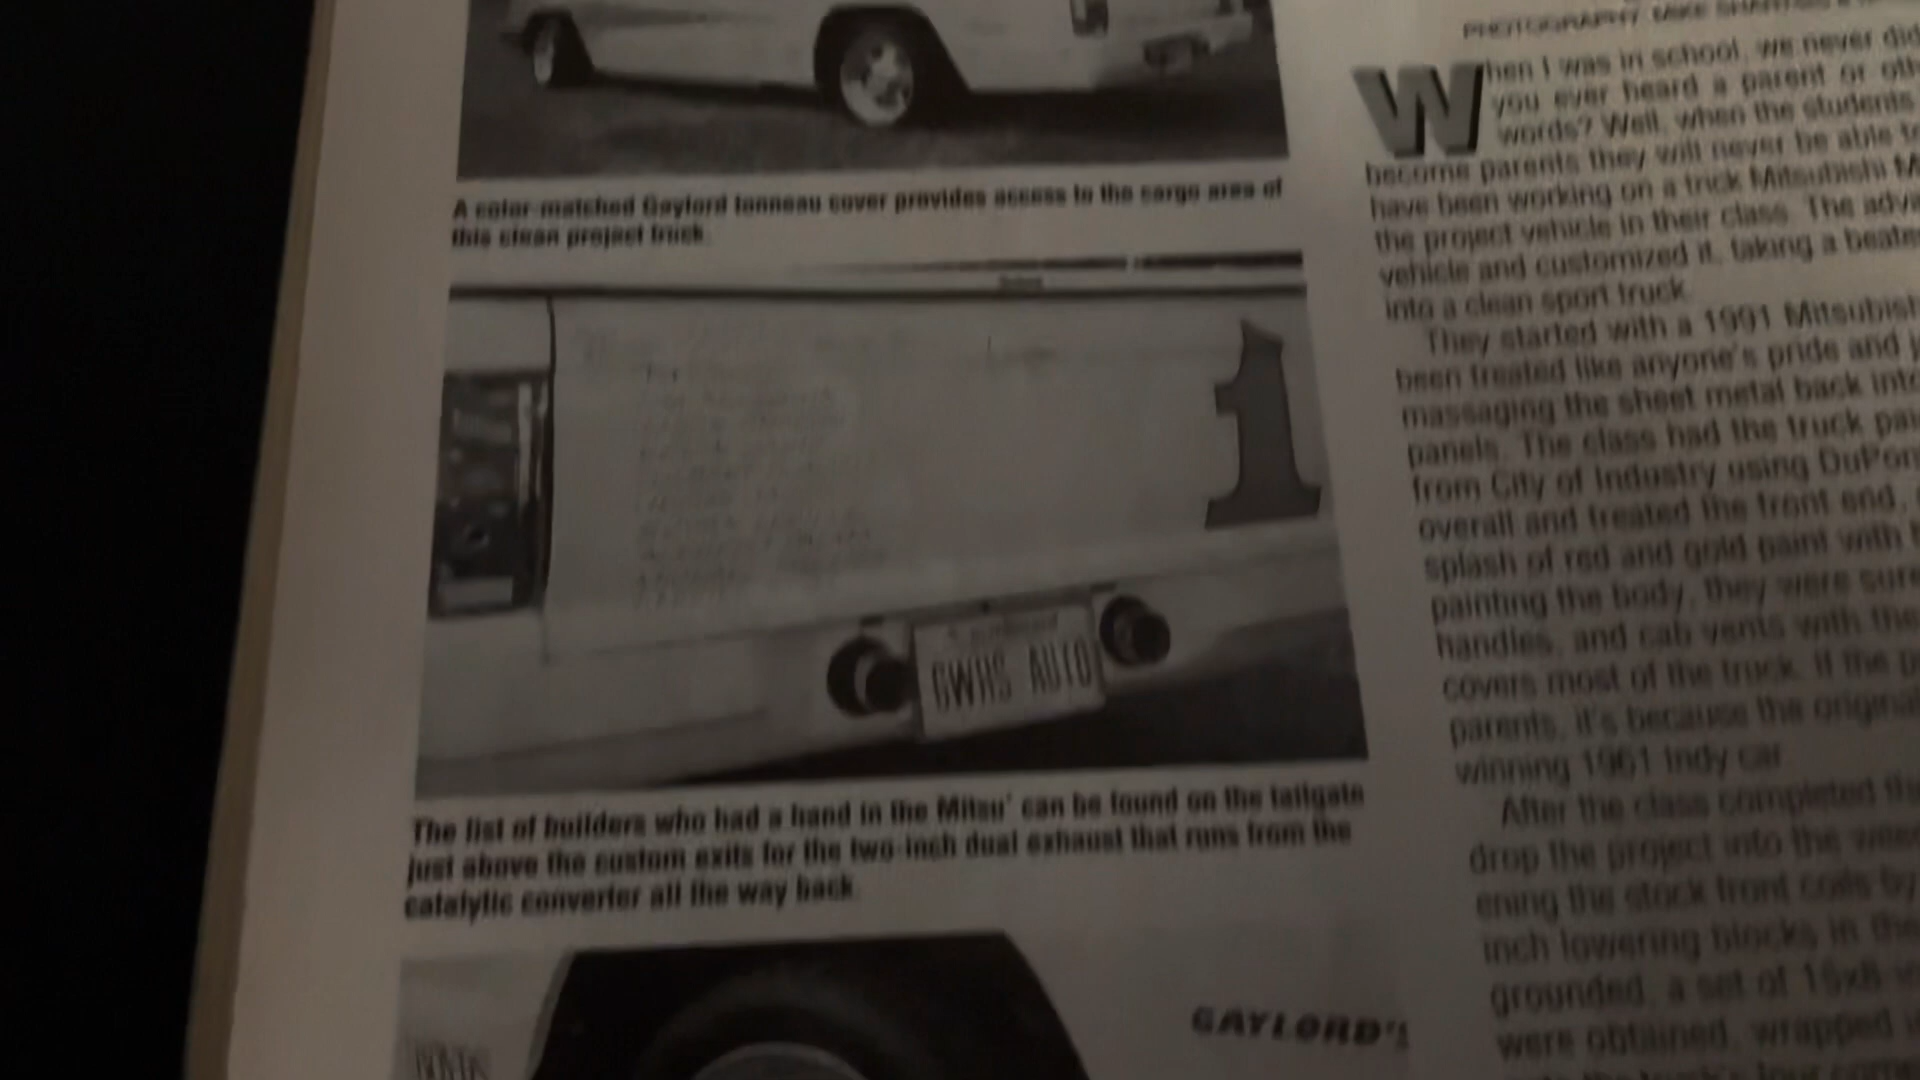 A color-matched Gaylord tonneau cover provides access to the cargo area of
this clean project truck.
1
GWHS AUTO
The list of builders who had a hand in the Mitsu' can be found on the tailgate
just above the custom exits for the two-inch dual exhaust that runs from the
catalytic converter all the way back.
GAYLORD'S
PHOTOGRAPHY: MIKE
When I was in school, we never did
you ever heard a parent or oth
words? Well, when the students
become parents they will never be able to
have been working on a trick Mitsubishi M
the project vehicle in their class. The adva
vehicle and customized it, taking a beate
into a clean sport truck.
They started with a 1991 Mitsubish
been treated like anyone's pride and j
massaging the sheet metal back into
panels. The class had the truck pai
from City of Industry using DuPon
overall and treated the front end,
splash of red and gold paint with
painting the body, they were sure
handles, and cab vents with the
covers most of the truck. If the p
parents, it's because the original
winning 1961 Indy car.
After the class completed the
drop the project into the wee
ening the stock front coils by
inch lowering blocks in the
grounded, a set of 15x8
were obtained, wrapped